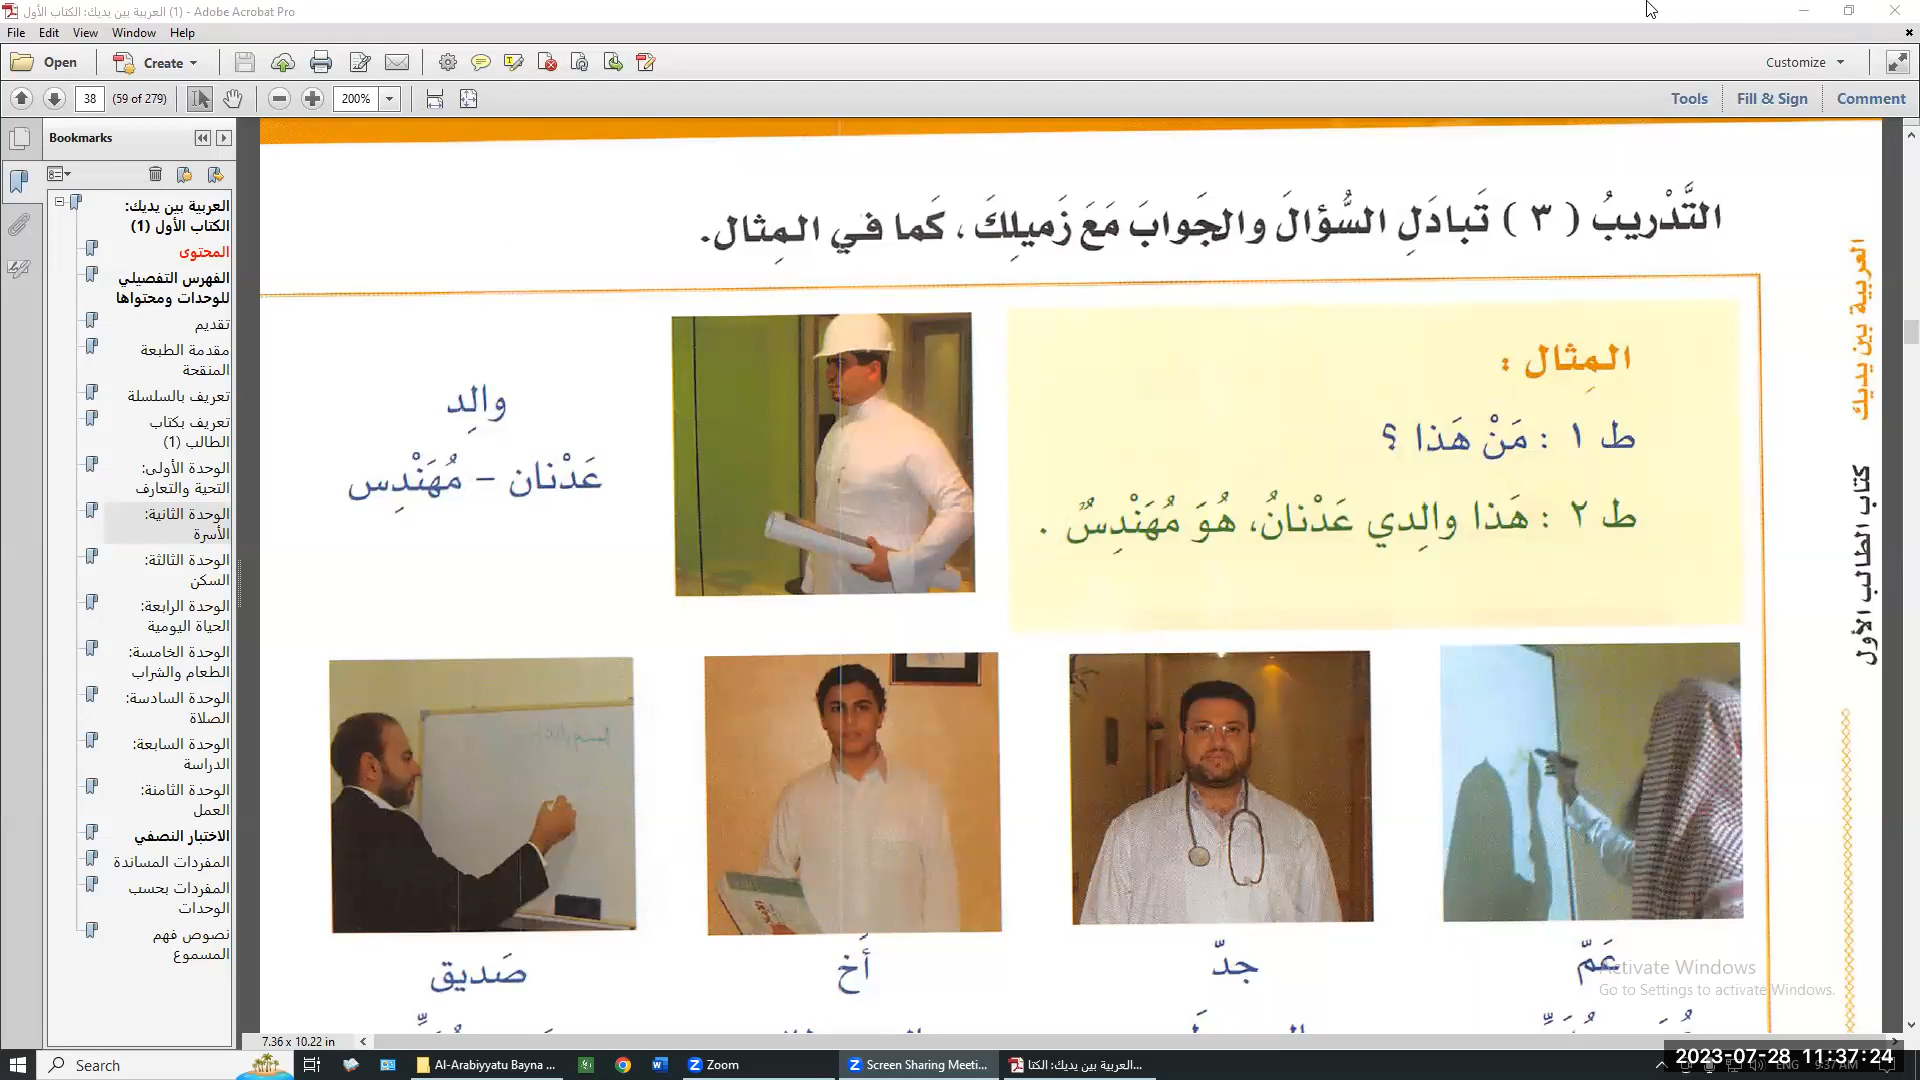 العربية بين يديك: الكتاب الأول (1) - Adobe Acrobat Pro
File Edit View Window Help
Open Create Customize
38 (59 of 279) 200% Tools Fill & Sign Comment
Bookmarks
العربية بين يديك:
الكتاب الأول (1)
المحتوى
الفهرس التفصيلي
للوحدات ومحتواها
تقديم
مقدمة الطبعة
المنقحة
تعريف بالسلسلة
تعريف بكتاب
الطالب (1)
الوحدة الأولى:
التحية والتعارف
الوحدة الثانية:
الأسرة
الوحدة الثالثة:
السكن
الوحدة الرابعة:
الحياة اليومية
الوحدة الخامسة:
الطعام والشراب
الوحدة السادسة:
الصلاة
الوحدة السابعة:
الدراسة
الوحدة الثامنة:
العمل
الاختبار النصفي
المفردات المساندة
المفردات بحسب
الوحدات
نصوص فهم
المسموع
التَّدْريبُ ( ٣ ) تَبادَلِ السُّؤالَ والجَوابَ مَعَ زَميلِكَ ، كَما في المِثال.
المِثال :
ط ١ : مَنْ هَذا ؟
ط ٢ : هَذا والِدي عَدْنانُ، هُوَ مُهَنْدِسٌ .
والِد
عَدْنان – مُهَنْدِس
عَمّ
جدّ
أَخ
صَديق
العربية بين يديك
كتاب الطالب الأول
Activate Windows
Go to Settings to activate Windows.
7.36 x 10.22 in
Search
Al-Arabiyyatu Bayna ...
Zoom
Screen Sharing Meeti...
العربية بين يديك: الكتا...
ENG
2023-07-28 11:37:24